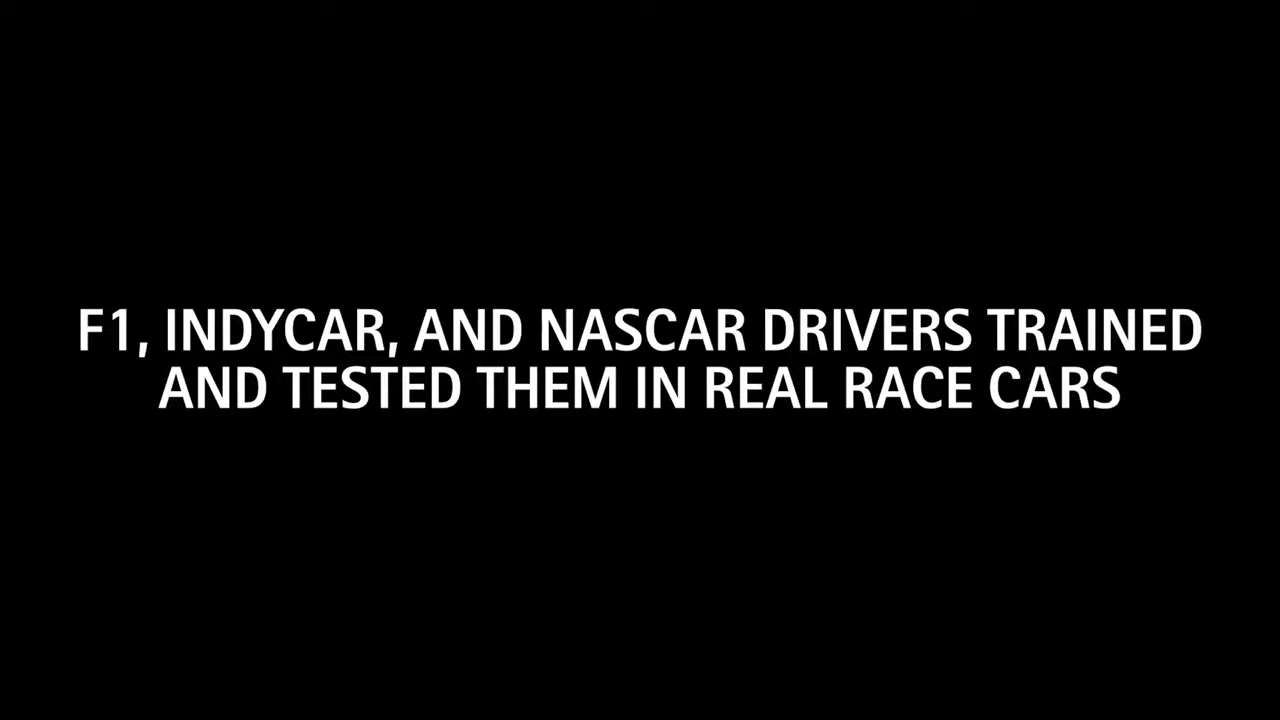 F1, INDYCAR, AND NASCAR DRIVERS TRAINED
AND TESTED THEM IN REAL RACE CARS